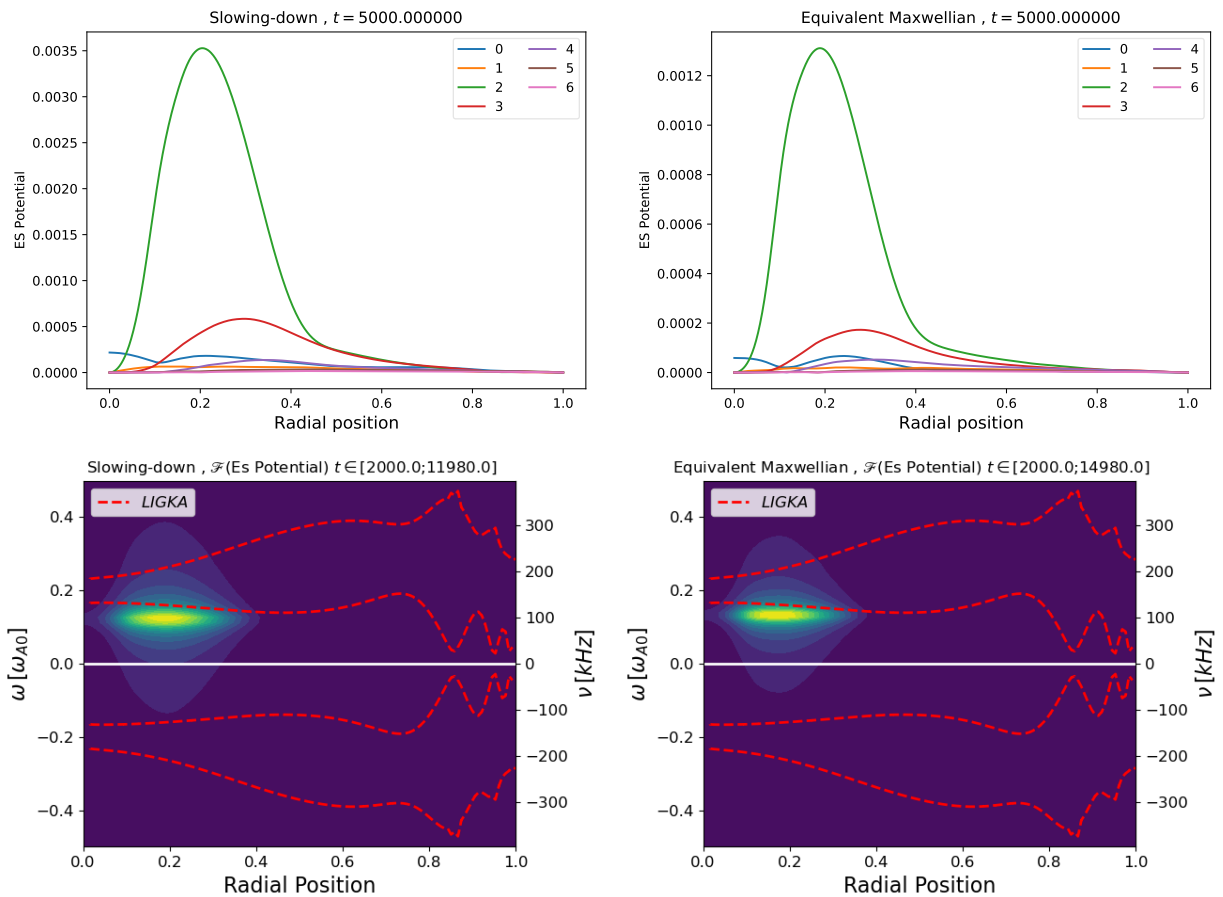 Slowing-down , t = 5000.000000
0.0035
0.0030
0.0025
0.0020
0.0015
0.0010
0.0005
0.0000
ES Potential
0 4
1 5
2 6
3
0.0 0.2 0.4 0.6 0.8 1.0
Radial position
Equivalent Maxwellian , t = 5000.000000
0.0012
0.0010
0.0008
0.0006
0.0004
0.0002
0.0000
ES Potential
0 4
1 5
2 6
3
0.0 0.2 0.4 0.6 0.8 1.0
Radial position
Slowing-down , ℱ(Es Potential) t ∈ [2000.0;11980.0]
LIGKA
0.4
0.2
0.0
−0.2
−0.4
ω [ω_A0]
300
200
100
0
−100
−200
−300
ν [kHz]
0.0 0.2 0.4 0.6 0.8 1.0
Radial Position
Equivalent Maxwellian , ℱ(Es Potential) t ∈ [2000.0;14980.0]
LIGKA
0.4
0.2
0.0
−0.2
−0.4
ω [ω_A0]
300
200
100
0
−100
−200
−300
ν [kHz]
0.0 0.2 0.4 0.6 0.8 1.0
Radial Position